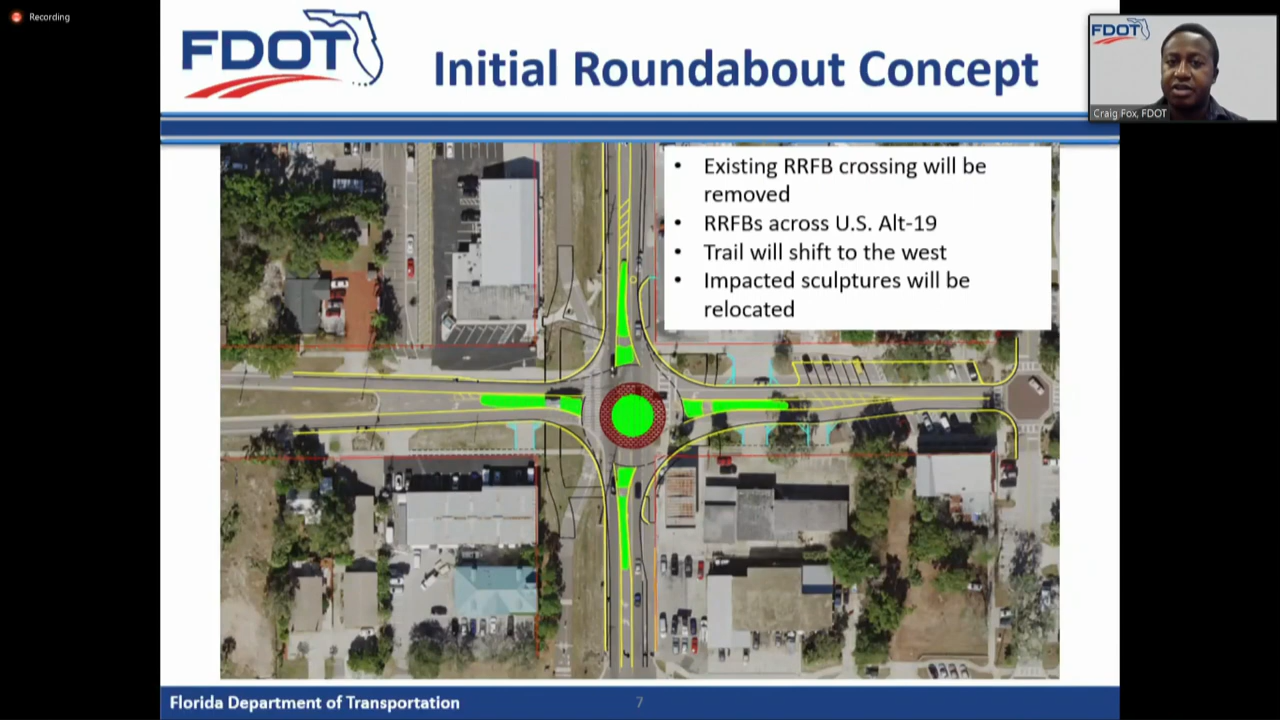 Recording
FDOT
Initial Roundabout Concept
FDOT
Craig Fox, FDOT
• Existing RRFB crossing will be
removed
• RRFBs across U.S. Alt-19
• Trail will shift to the west
• Impacted sculptures will be
relocated
Florida Department of Transportation
7